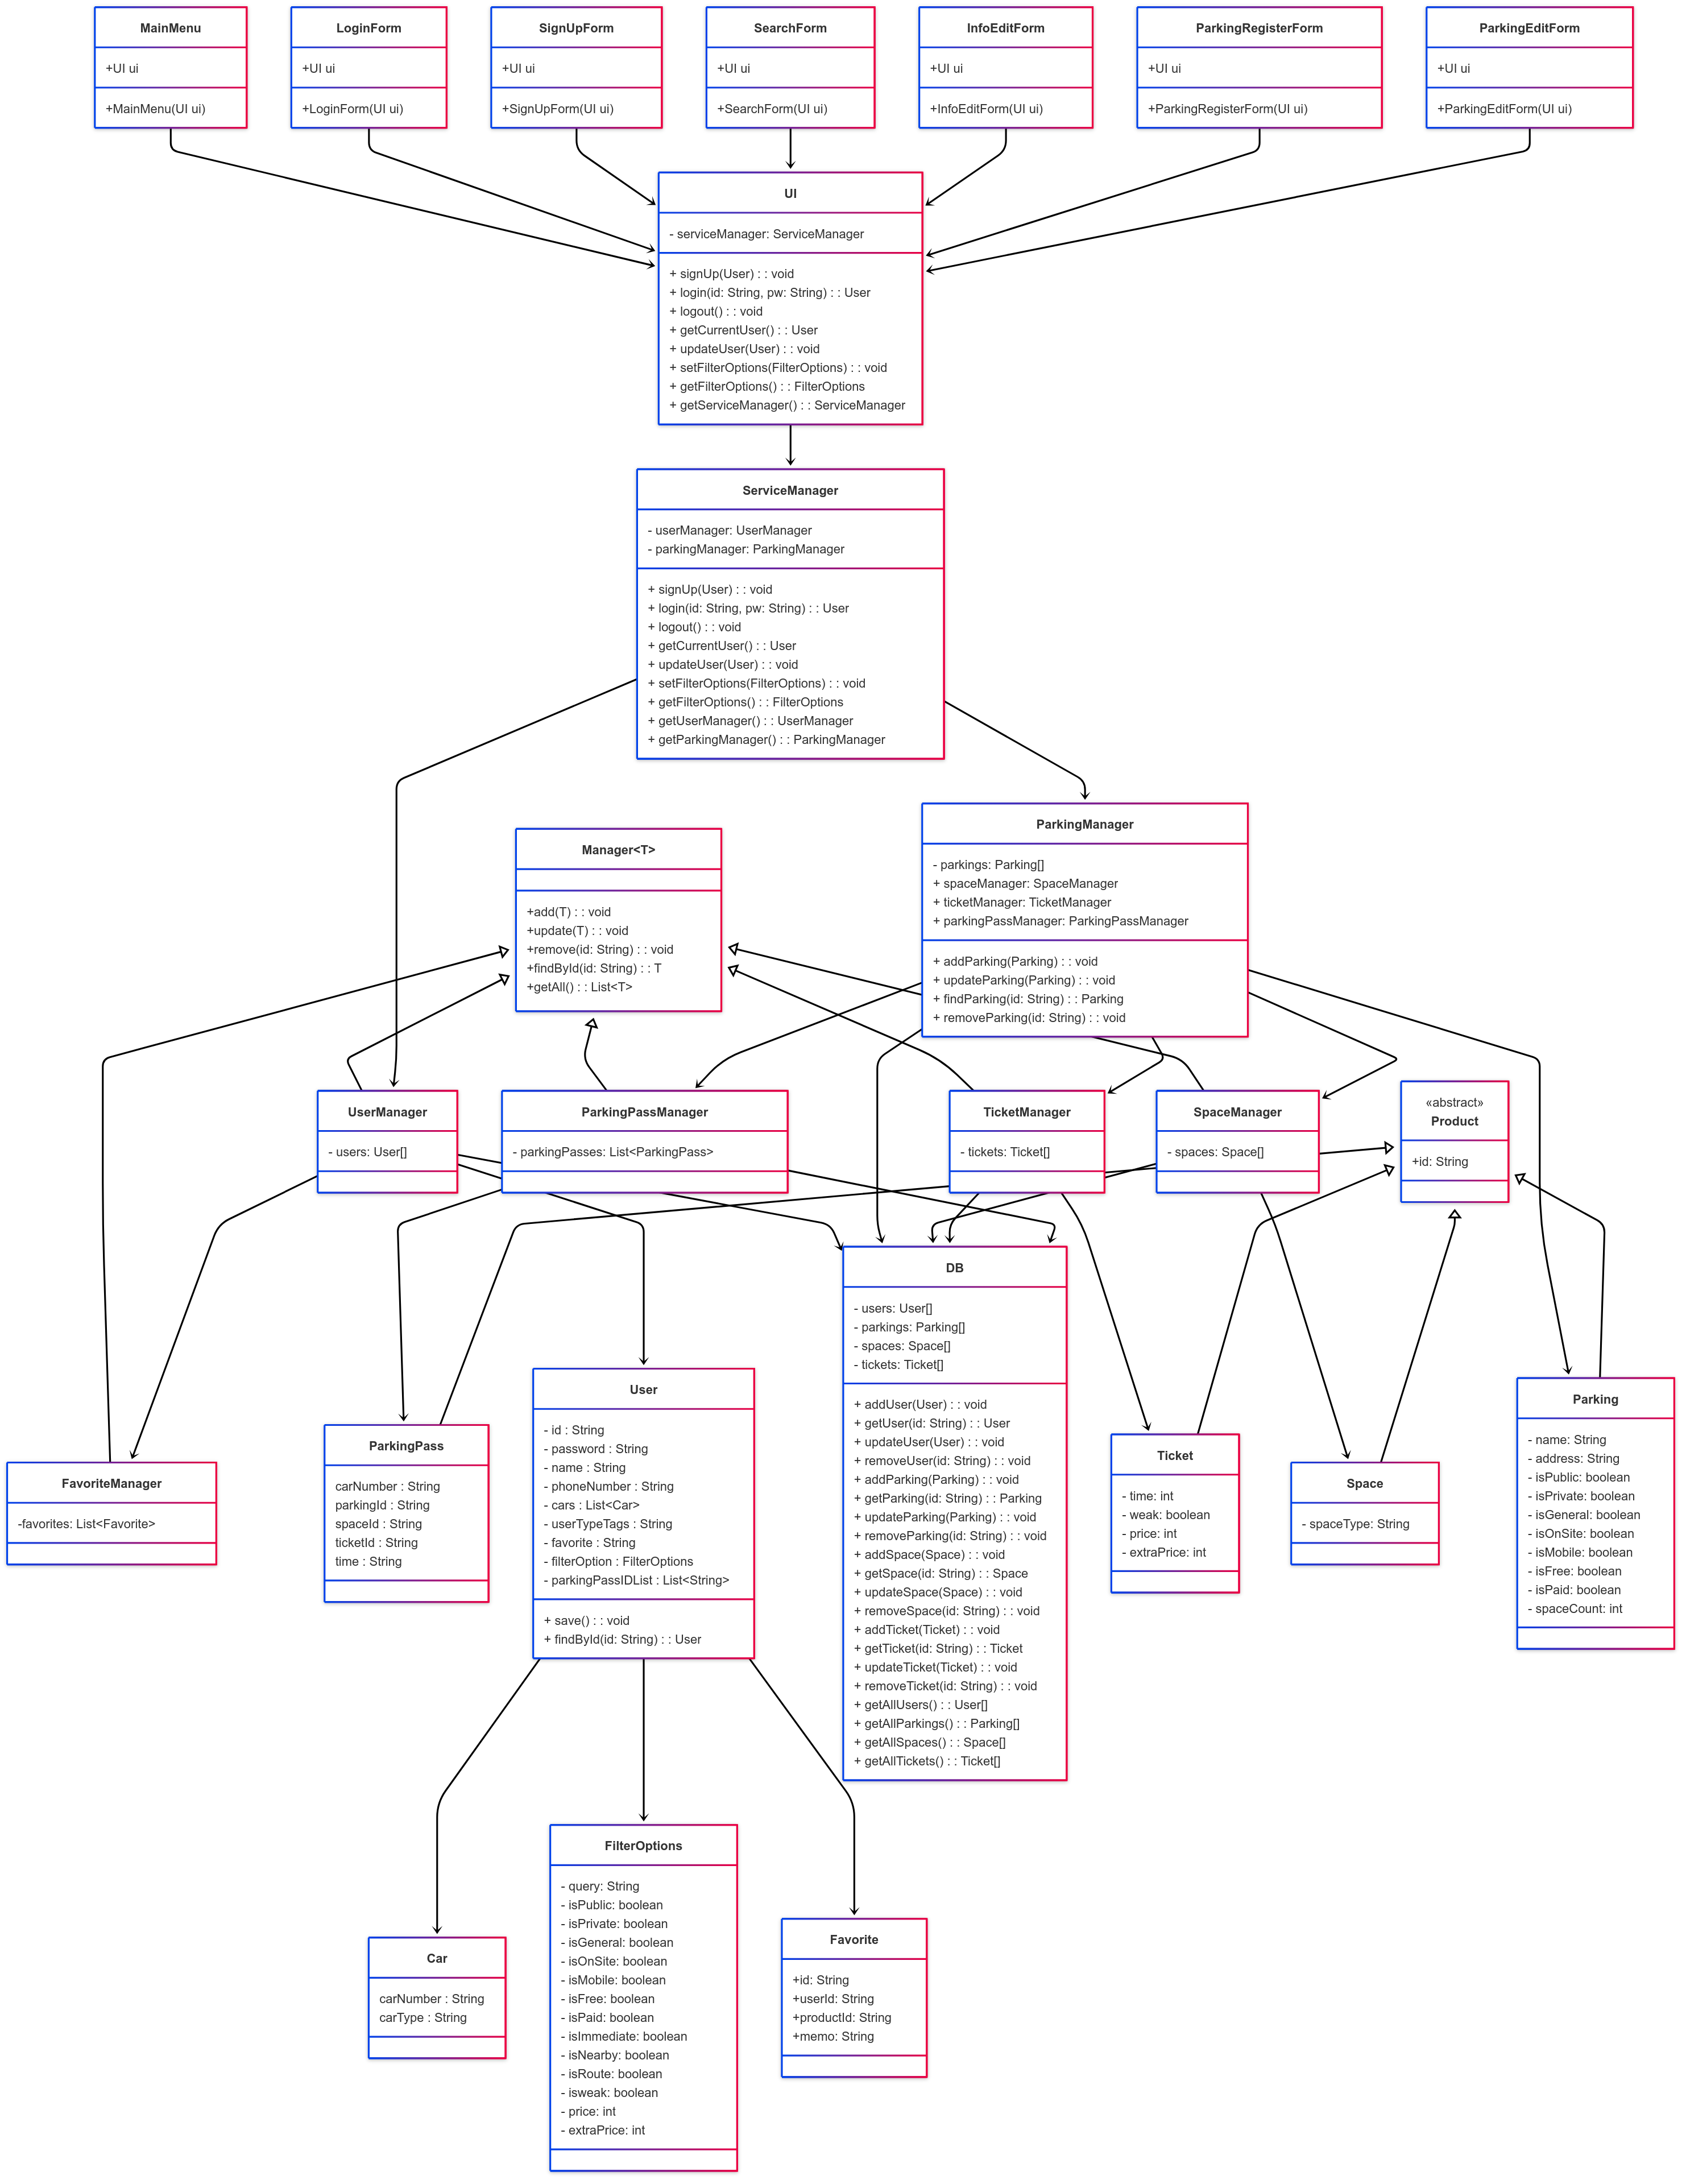 MainMenu
+UI ui
+MainMenu(UI ui)
LoginForm
+UI ui
+LoginForm(UI ui)
SignUpForm
+UI ui
+SignUpForm(UI ui)
SearchForm
+UI ui
+SearchForm(UI ui)
InfoEditForm
+UI ui
+InfoEditForm(UI ui)
ParkingRegisterForm
+UI ui
+ParkingRegisterForm(UI ui)
ParkingEditForm
+UI ui
+ParkingEditForm(UI ui)
UI
- serviceManager: ServiceManager
+ signUp(User) : : void
+ login(id: String, pw: String) : : User
+ logout() : : void
+ getCurrentUser() : : User
+ updateUser(User) : : void
+ setFilterOptions(FilterOptions) : : void
+ getFilterOptions() : : FilterOptions
+ getServiceManager() : : ServiceManager
ServiceManager
- userManager: UserManager
- parkingManager: ParkingManager
+ signUp(User) : : void
+ login(id: String, pw: String) : : User
+ logout() : : void
+ getCurrentUser() : : User
+ updateUser(User) : : void
+ setFilterOptions(FilterOptions) : : void
+ getFilterOptions() : : FilterOptions
+ getUserManager() : : UserManager
+ getParkingManager() : : ParkingManager
Manager<T>
+add(T) : : void
+update(T) : : void
+remove(id: String) : : void
+findById(id: String) : : T
+getAll() : : List<T>
ParkingManager
- parkings: Parking[]
+ spaceManager: SpaceManager
+ ticketManager: TicketManager
+ parkingPassManager: ParkingPassManager
+ addParking(Parking) : : void
+ updateParking(Parking) : : void
+ findParking(id: String) : : Parking
+ removeParking(id: String) : : void
UserManager
- users: User[]
ParkingPassManager
- parkingPasses: List<ParkingPass>
TicketManager
- tickets: Ticket[]
SpaceManager
- spaces: Space[]
«abstract»
Product
+id: String
FavoriteManager
-favorites: List<Favorite>
ParkingPass
carNumber : String
parkingId : String
spaceId : String
ticketId : String
time : String
User
- id : String
- password : String
- name : String
- phoneNumber : String
- cars : List<Car>
- userTypeTags : String
- favorite : String
- filterOption : FilterOptions
- parkingPassIDList : List<String>
+ save() : : void
+ findById(id: String) : : User
DB
- users: User[]
- parkings: Parking[]
- spaces: Space[]
- tickets: Ticket[]
+ addUser(User) : : void
+ getUser(id: String) : : User
+ updateUser(User) : : void
+ removeUser(id: String) : : void
+ addParking(Parking) : : void
+ getParking(id: String) : : Parking
+ updateParking(Parking) : : void
+ removeParking(id: String) : : void
+ addSpace(Space) : : void
+ getSpace(id: String) : : Space
+ updateSpace(Space) : : void
+ removeSpace(id: String) : : void
+ addTicket(Ticket) : : void
+ getTicket(id: String) : : Ticket
+ updateTicket(Ticket) : : void
+ removeTicket(id: String) : : void
+ getAllUsers() : : User[]
+ getAllParkings() : : Parking[]
+ getAllSpaces() : : Space[]
+ getAllTickets() : : Ticket[]
Ticket
- time: int
- weak: boolean
- price: int
- extraPrice: int
Space
- spaceType: String
Parking
- name: String
- address: String
- isPublic: boolean
- isPrivate: boolean
- isGeneral: boolean
- isOnSite: boolean
- isMobile: boolean
- isFree: boolean
- isPaid: boolean
- spaceCount: int
Car
carNumber : String
carType : String
FilterOptions
- query: String
- isPublic: boolean
- isPrivate: boolean
- isGeneral: boolean
- isOnSite: boolean
- isMobile: boolean
- isFree: boolean
- isPaid: boolean
- isImmediate: boolean
- isNearby: boolean
- isRoute: boolean
- isweak: boolean
- price: int
- extraPrice: int
Favorite
+id: String
+userId: String
+productId: String
+memo: String